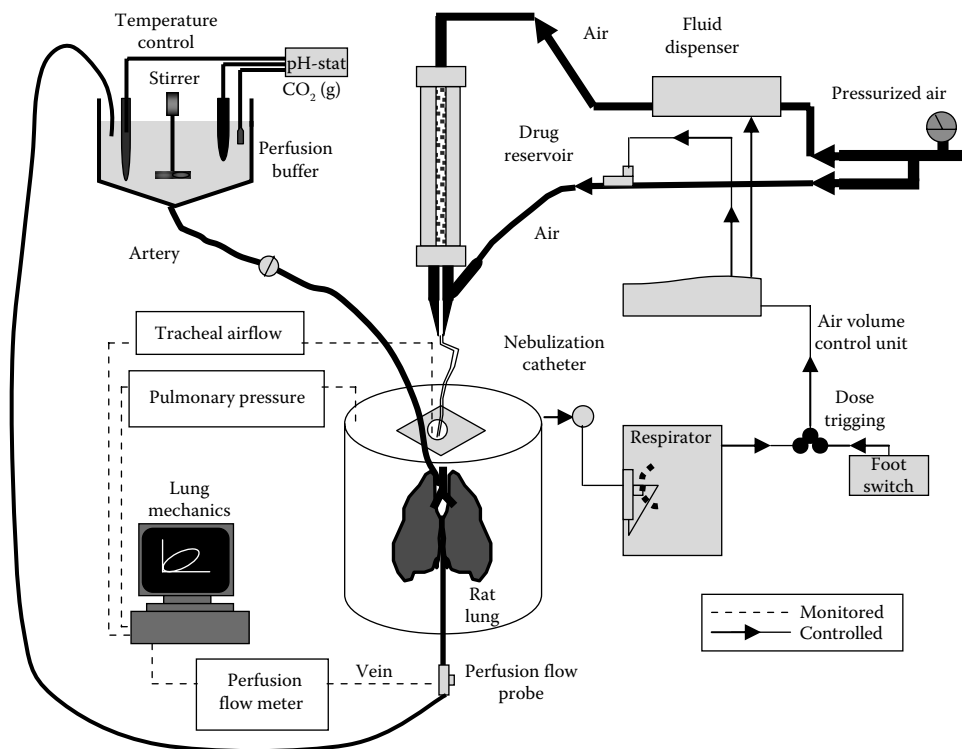 Temperature
control
pH-stat
Stirrer
CO₂ (g)
Perfusion
buffer
Air
Fluid
dispenser
Pressurized air
Drug
reservoir
Air
Artery
Tracheal airflow
Nebulization
catheter
Air volume
control unit
Pulmonary pressure
Dose
trigging
Respirator
Foot
switch
Lung
mechanics
Rat
lung
Monitored
Controlled
Vein
Perfusion
flow meter
Perfusion flow
probe